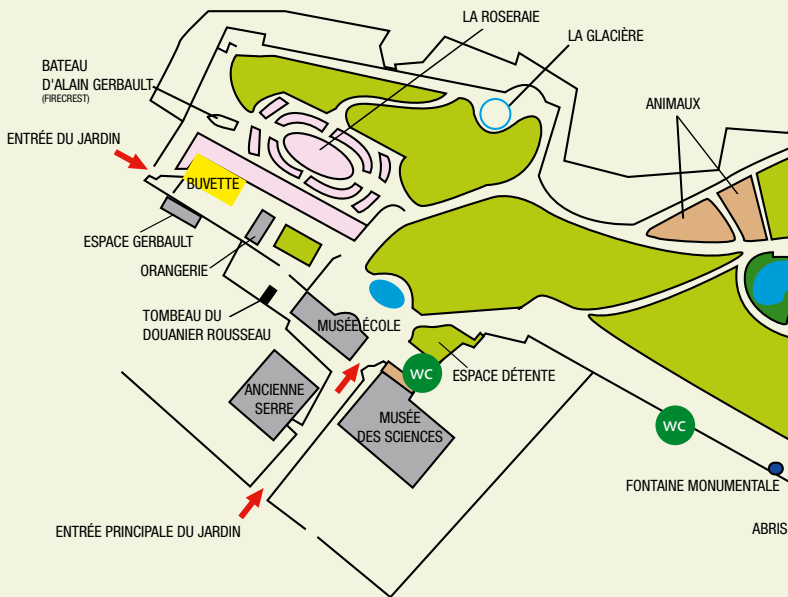 LA ROSERAIE
LA GLACIÈRE
BATEAU
D'ALAIN GERBAULT
(FIRECREST)
ANIMAUX
ENTRÉE DU JARDIN
BUVETTE
ESPACE GERBAULT
ORANGERIE
TOMBEAU DU
DOUANIER ROUSSEAU
MUSÉE/ÉCOLE
WC
ESPACE DÉTENTE
ANCIENNE
SERRE
MUSÉE
DES SCIENCES
WC
FONTAINE MONUMENTALE
ENTRÉE PRINCIPALE DU JARDIN
ABRIS